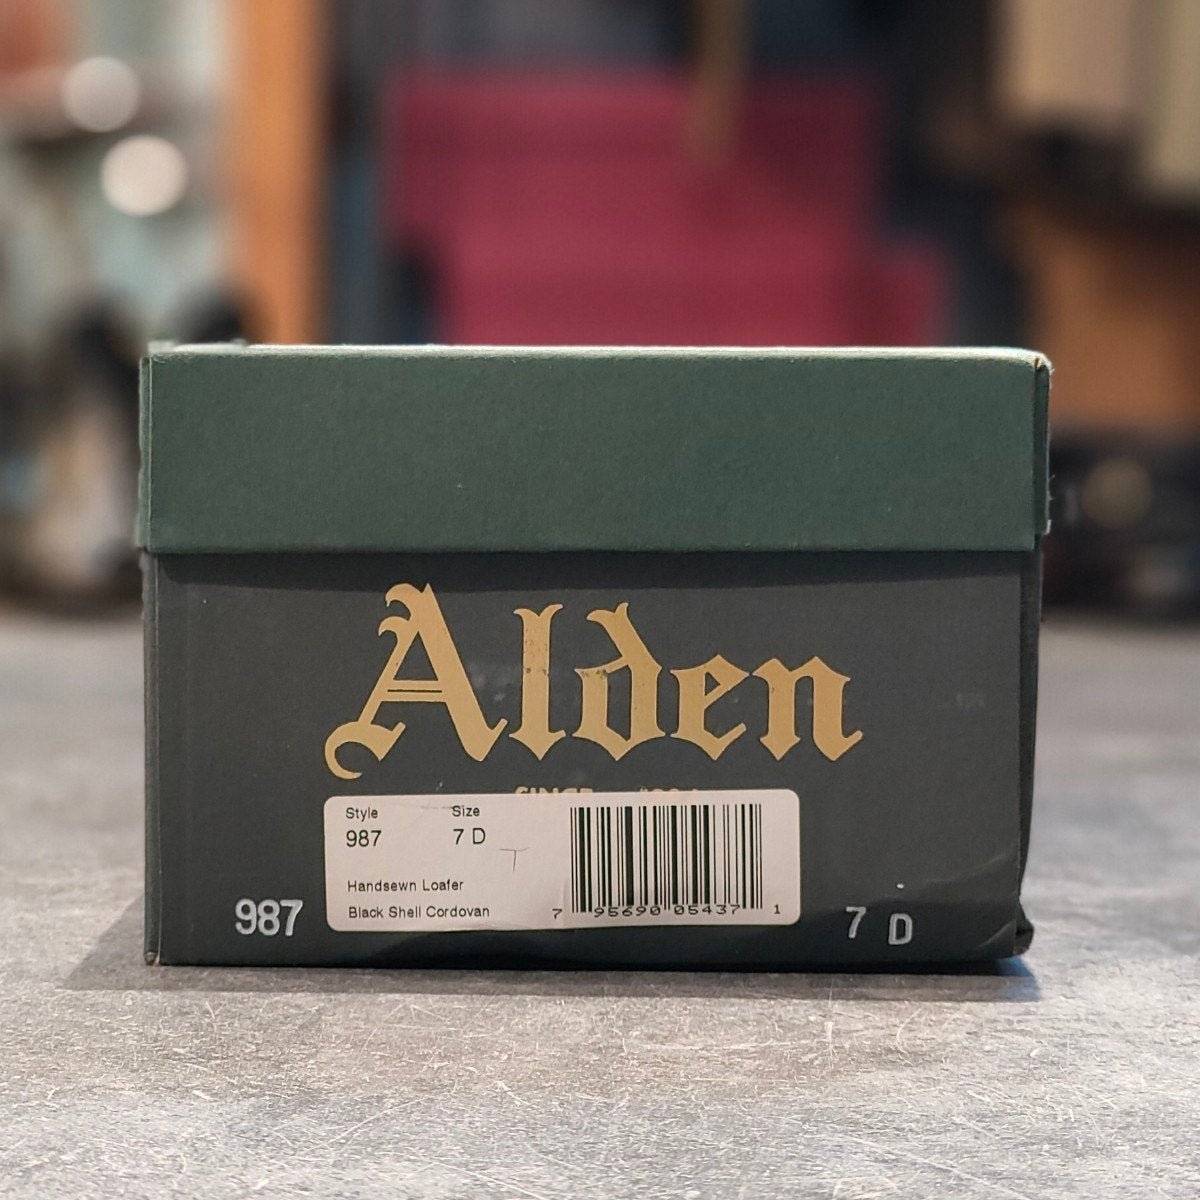 Alden
Style Size
987 7 D
T
Handsewn Loafer
Black Shell Cordovan
7 95690 05437 1
987 7 D